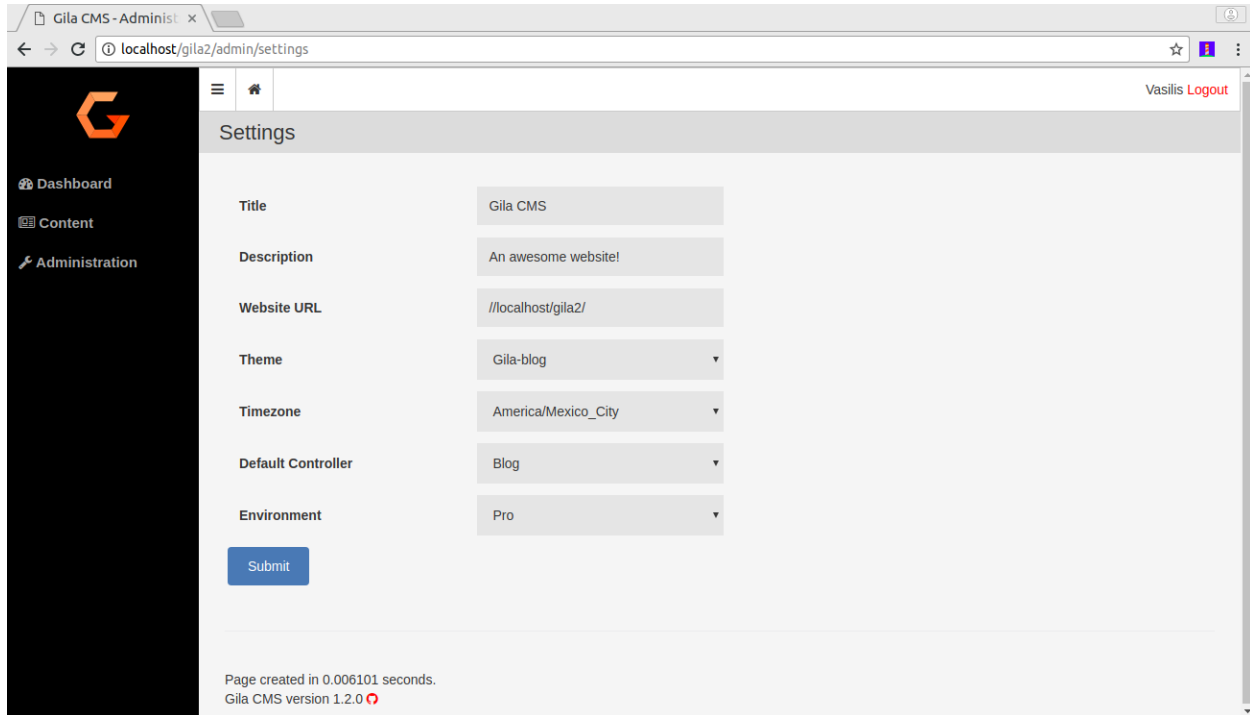 Gila CMS - Administ
localhost/gila2/admin/settings
Vasilis Logout
Settings
Dashboard
Content
Administration
Title
Gila CMS
Description
An awesome website!
Website URL
//localhost/gila2/
Theme
Gila-blog
Timezone
America/Mexico_City
Default Controller
Blog
Environment
Pro
Submit
Page created in 0.006101 seconds.
Gila CMS version 1.2.0